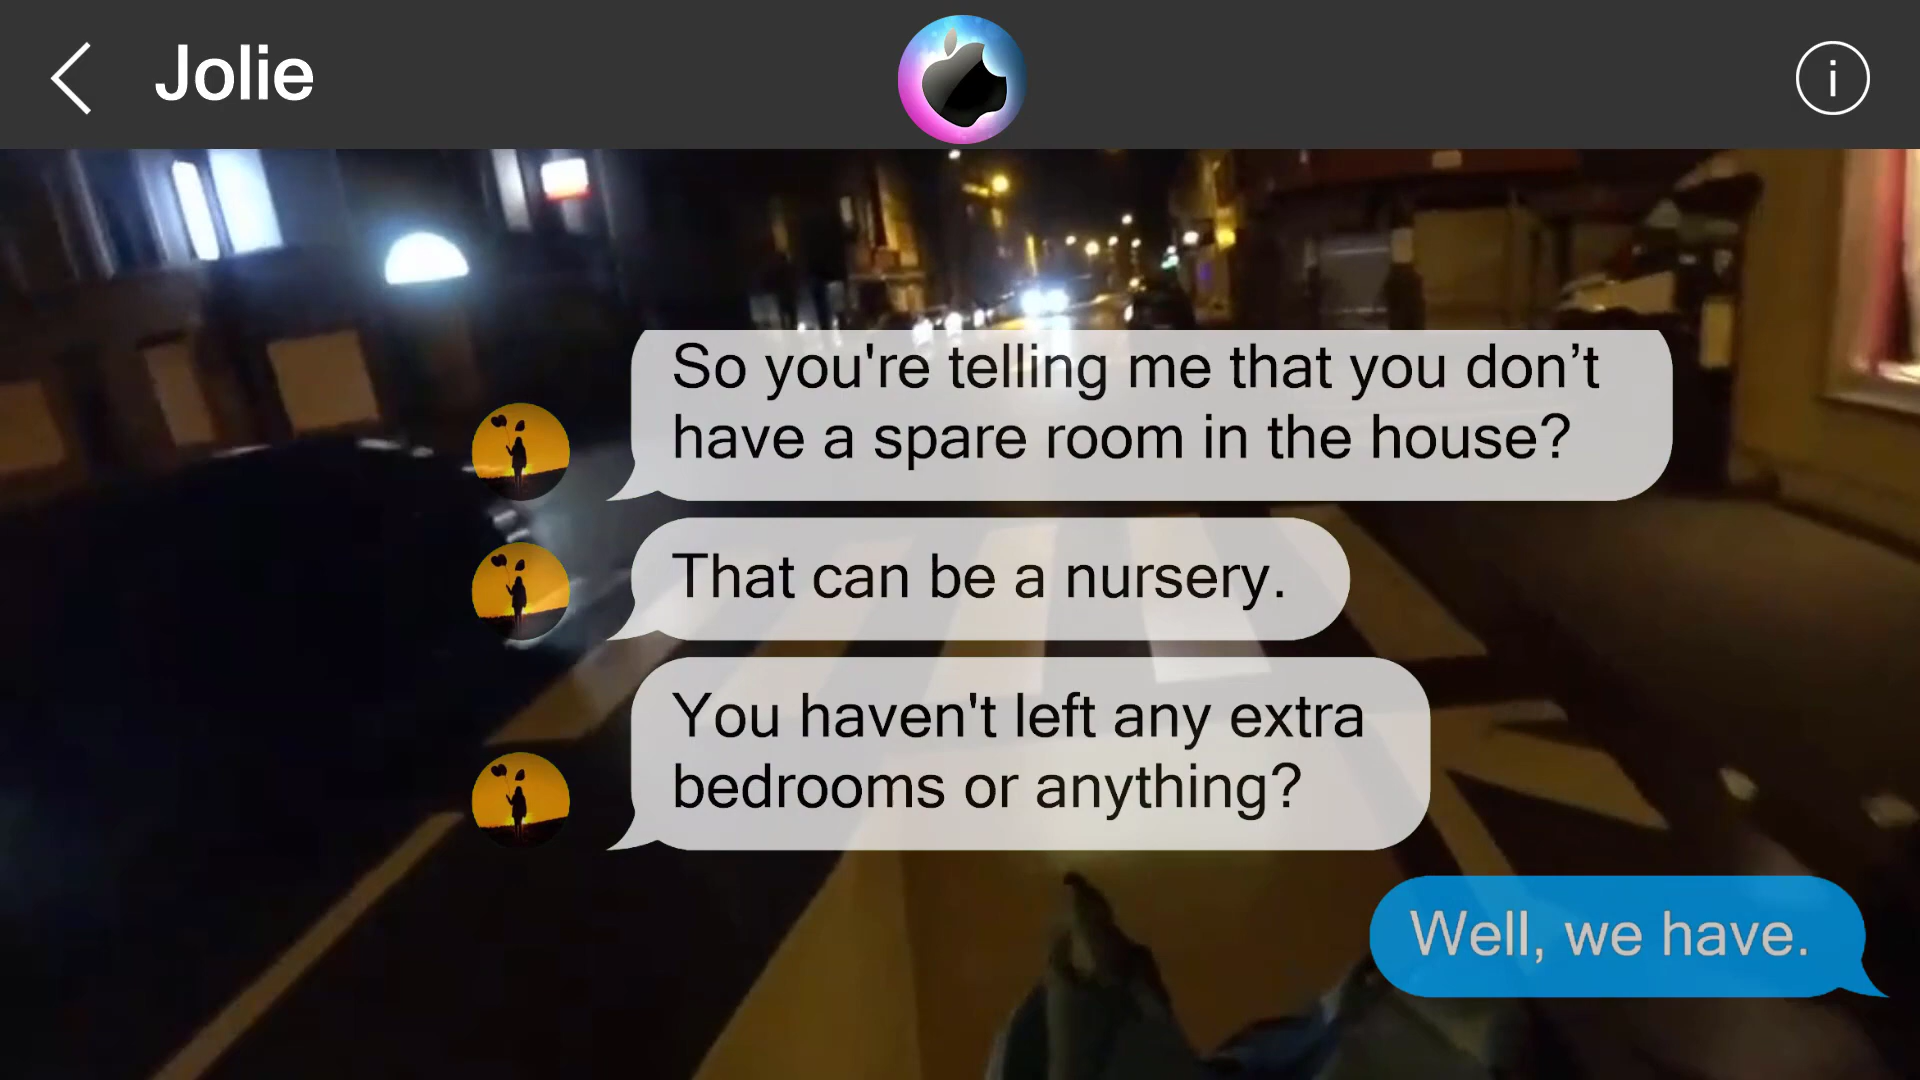 Jolie
i
So you're telling me that you don’t
have a spare room in the house?
That can be a nursery.
You haven't left any extra
bedrooms or anything?
Well, we have.